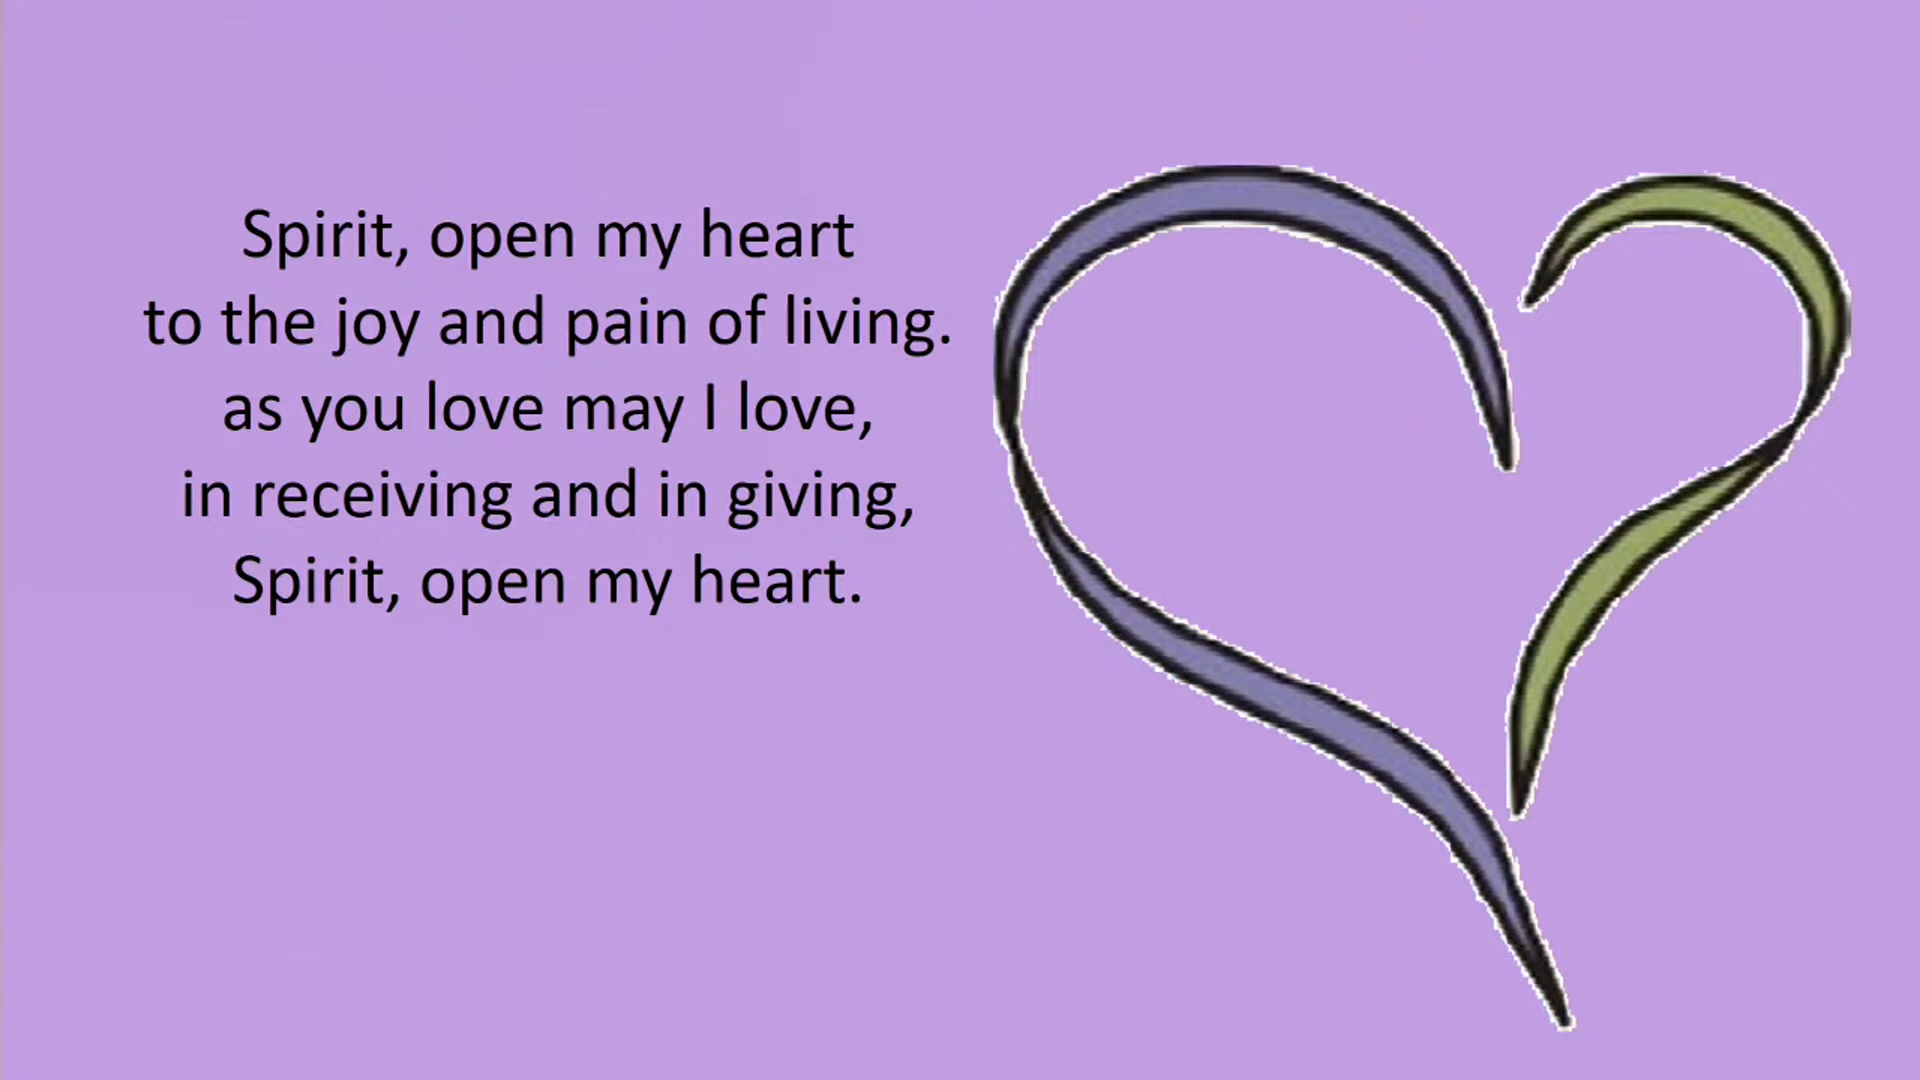 Spirit, open my heart
to the joy and pain of living.
as you love may I love,
in receiving and in giving,
Spirit, open my heart.